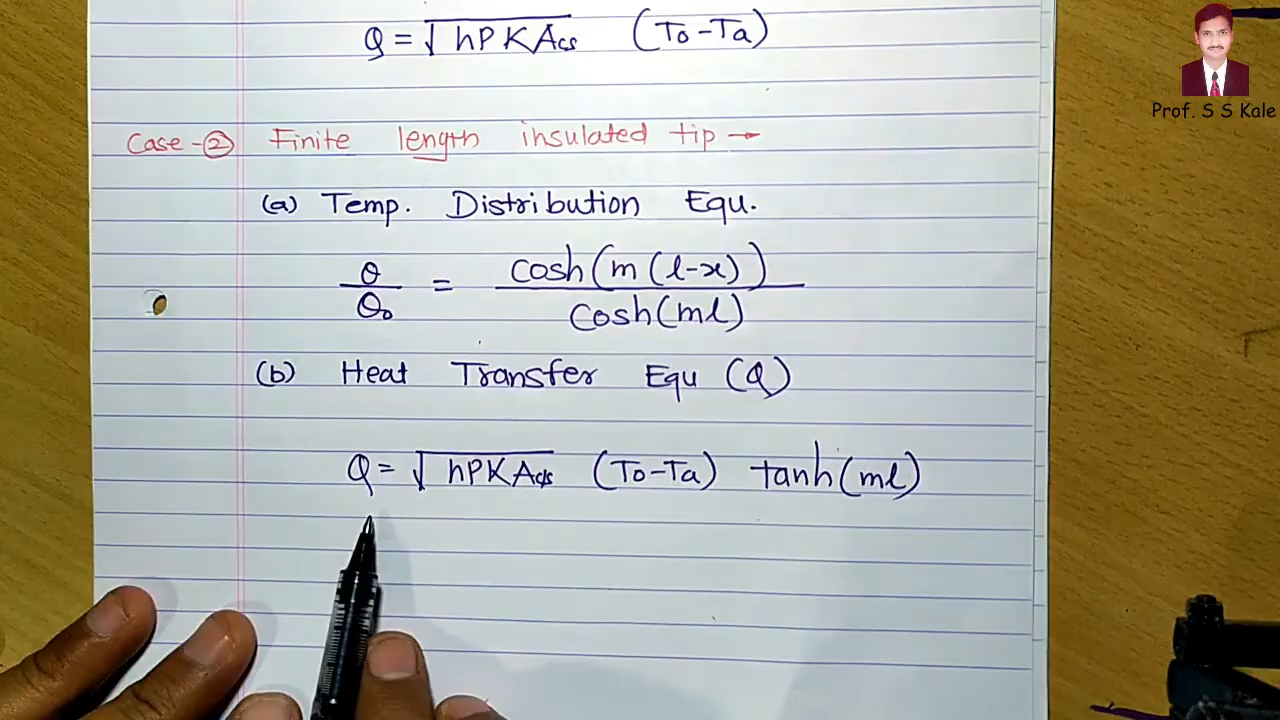 Q = √hPKAcs (To-Ta)
Prof. S S Kale
Case-② Finite length insulated tip →
(a) Temp. Distribution Equ.
θ/θo = cosh(m(l-x))/cosh(ml)
(b) Heat Transfer Equ (Q)
Q = √hPKAc/s (To-Ta) tanh(ml)